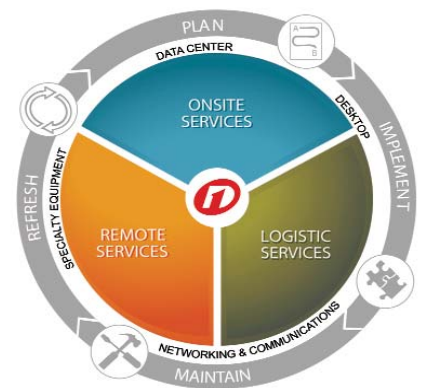 PLAN
A
B
DATA CENTER
ONSITE
SERVICES
DESKTOP
IMPLEMENT
REFRESH
SPECIALTY EQUIPMENT
REMOTE
SERVICES
LOGISTIC
SERVICES
NETWORKING & COMMUNICATIONS
MAINTAIN